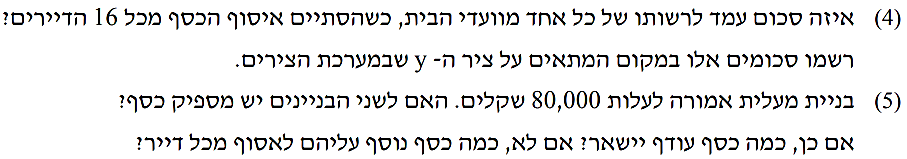 (4) איזה סכום עמד לרשותו של כל אחד מוועדי הבית, כשהסתיים איסוף הכסף מכל 16 הדיירים?
רשמו סכומים אלו במקום המתאים על ציר ה- y שבמערכת הצירים.
(5) בניית מעלית אמורה לעלות 80,000 שקלים. האם לשני הבניינים יש מספיק כסף?
אם כן, כמה כסף עודף יישאר? אם לא, כמה כסף נוסף עליהם לאסוף מכל דייר?